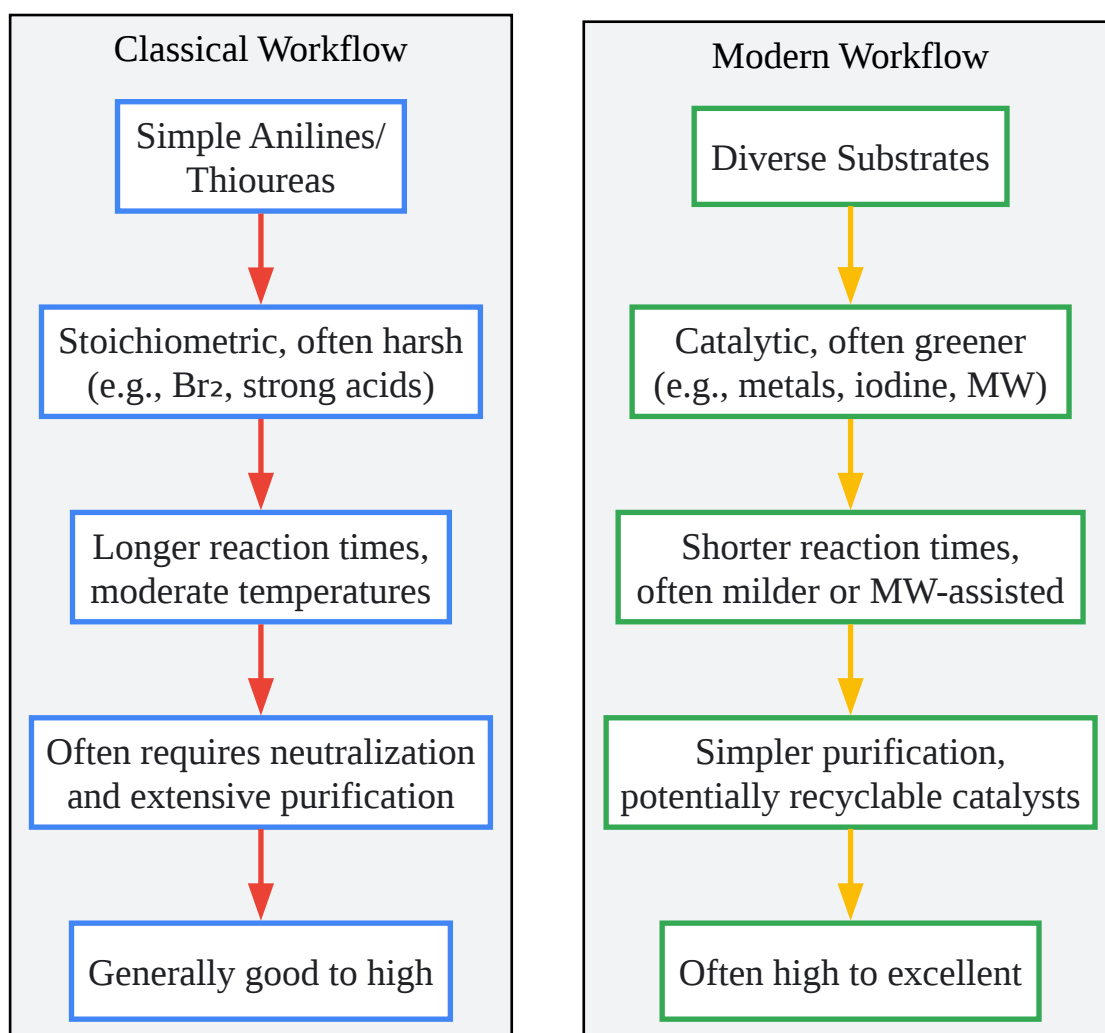 Classical Workflow
Simple Anilines/
Thioureas
Stoichiometric, often harsh
(e.g., Br₂, strong acids)
Longer reaction times,
moderate temperatures
Often requires neutralization
and extensive purification
Generally good to high
Modern Workflow
Diverse Substrates
Catalytic, often greener
(e.g., metals, iodine, MW)
Shorter reaction times,
often milder or MW-assisted
Simpler purification,
potentially recyclable catalysts
Often high to excellent